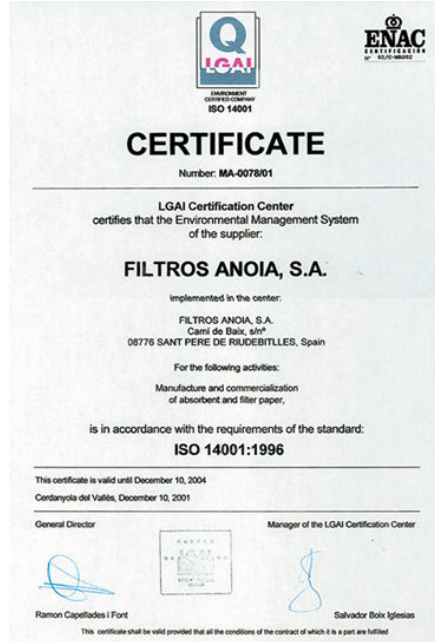 Q
LGAI
ENVIRONMENT
CERTIFIED COMPANY
ISO 14001
ENAC
CERTIFICACIÓN
Nº 02/C-MA002
CERTIFICATE
Number: MA-0078/01
LGAI Certification Center
certifies that the Environmental Management System
of the supplier:
FILTROS ANOIA, S.A.
implemented in the center:
FILTROS ANOIA, S.A.
Camí de Baix, s/nº
08776 SANT PERE DE RIUDEBITLLES, Spain
For the following activities:
Manufacture and commercialization
of absorbent and filter paper,
is in accordance with the requirements of the standard:
ISO 14001:1996
This certificate is valid until December 10, 2004
Cerdanyola del Vallés, December 10, 2001
General Director
Manager of the LGAI Certification Center
LGAI
Ramon Capellades i Font
Salvador Boix Iglesias
This certificate shall be valid provided that all the conditions of the contract of which it is a part are fulfilled